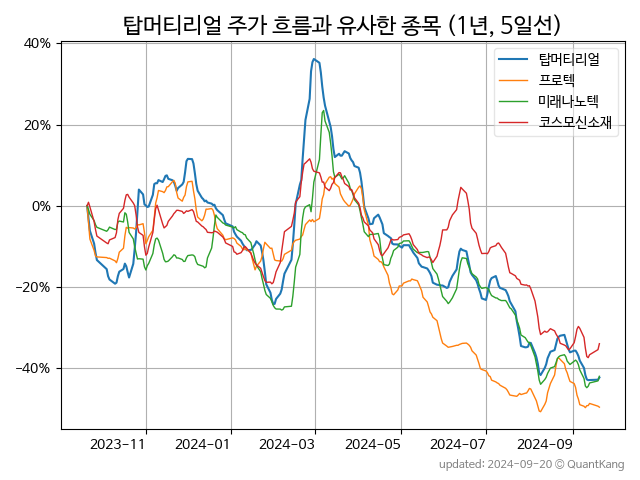 탑머티리얼 주가 흐름과 유사한 종목 (1년, 5일선)
40%
20%
0%
−20%
−40%
탑머티리얼
프로텍
미래나노텍
코스모신소재
2023-11 2024-01 2024-03 2024-05 2024-07 2024-09
updated: 2024-09-20 © QuantKang